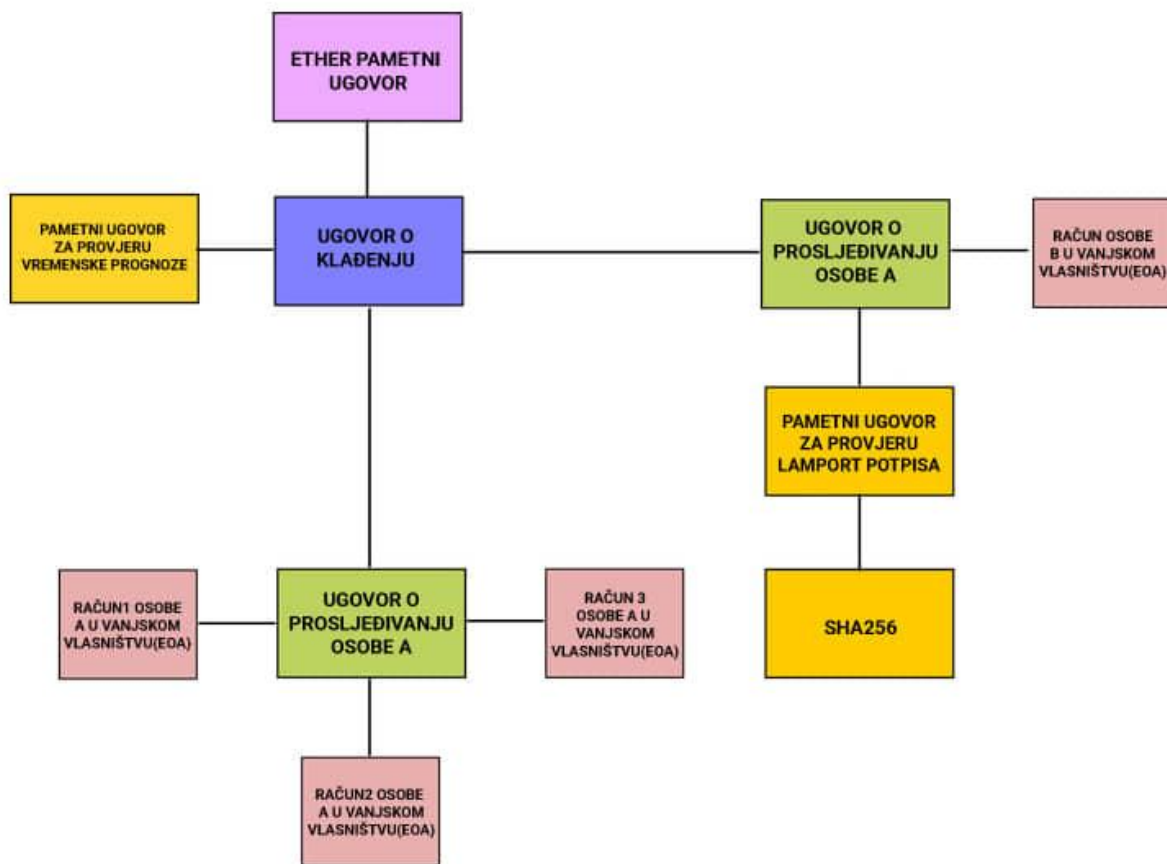 ETHER PAMETNI
UGOVOR
PAMETNI UGOVOR
ZA PROVJERU
VREMENSKE PROGNOZE
UGOVOR O
KLAĐENJU
UGOVOR O
PROSLJEĐIVANJU
OSOBE A
RAČUN OSOBE
B U VANJSKOM
VLASNIŠTVU(EOA)
PAMETNI UGOVOR
ZA PROVJERU
LAMPORT POTPISA
RAČUN1 OSOBE
A U VANJSKOM
VLASNIŠTVU(EOA)
UGOVOR O
PROSLJEĐIVANJU
OSOBE A
RAČUN 3
OSOBE A U
VANJSKOM
VLASNIŠTVU(EOA)
SHA256
RAČUN2 OSOBE
A U VANJSKOM
VLASNIŠTVU(EOA)